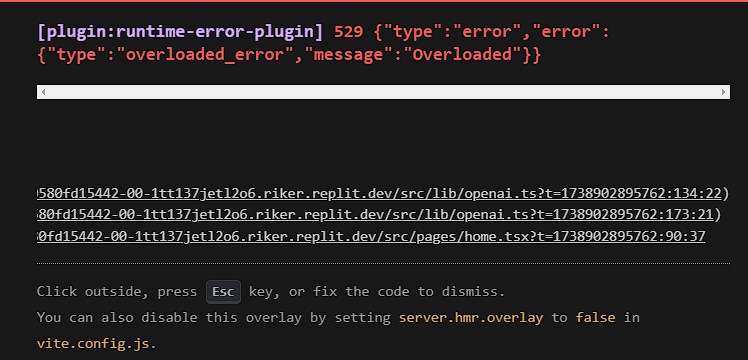 [plugin:runtime-error-plugin] 529 {"type":"error","error":
{"type":"overloaded_error","message":"Overloaded"}}
580fd15442-00-1tt137jetl2o6.riker.replit.dev/src/lib/openai.ts?t=1738902895762:134:22)
80fd15442-00-1tt137jetl2o6.riker.replit.dev/src/lib/openai.ts?t=1738902895762:173:21)
0fd15442-00-1tt137jetl2o6.riker.replit.dev/src/pages/home.tsx?t=1738902895762:90:37
Click outside, press Esc key, or fix the code to dismiss.
You can also disable this overlay by setting server.hmr.overlay to false in
vite.config.js.